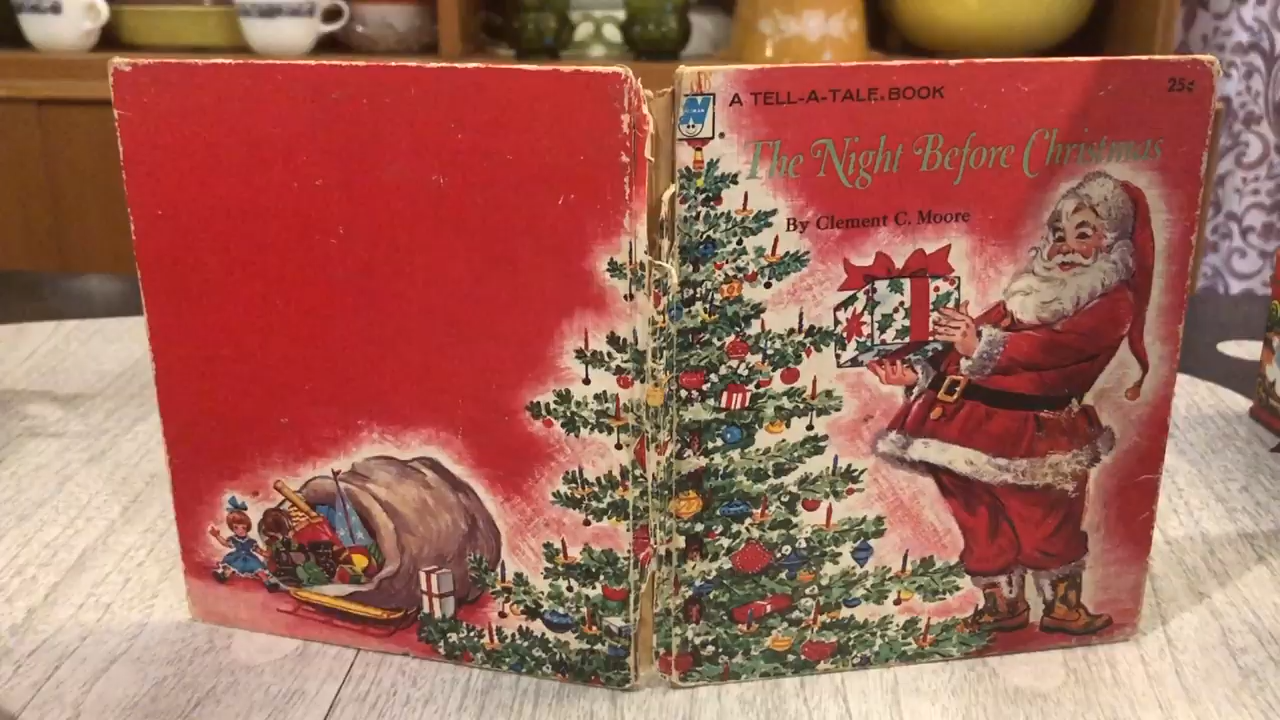 A TELL-A-TALE BOOK
25¢
The Night Before Christmas
By Clement C. Moore